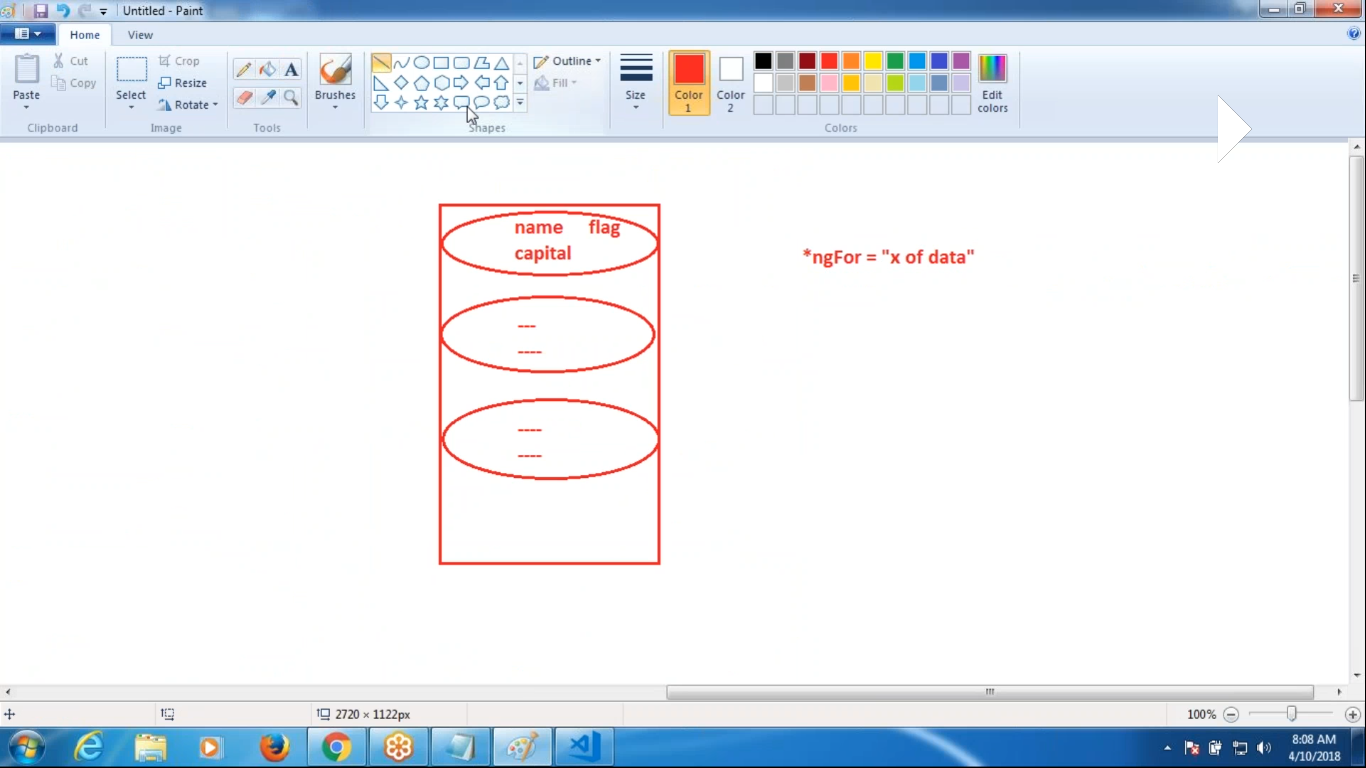 Untitled - Paint
Home View
Cut
Copy
Paste
Clipboard
Select
Crop
Resize
Rotate
Image
A
Tools
Brushes
Outline
Fill
Shapes
Size
Color 1
Color 2
Edit colors
Colors
name flag
capital
*ngFor = "x of data"
---
----
----
----
2720 × 1122px
100%
8:08 AM
4/10/2018